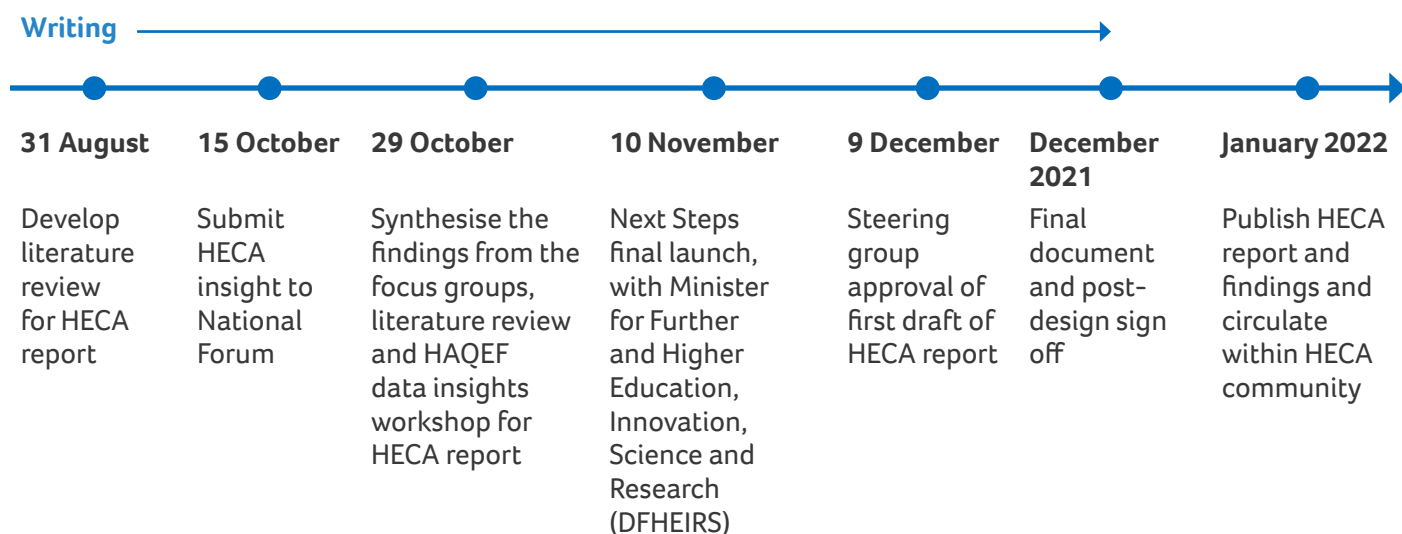 Writing
31 August
Develop
literature
review
for HECA
report
15 October
Submit
HECA
insight to
National
Forum
29 October
Synthesise the
findings from the
focus groups,
literature review
and HAQEF
data insights
workshop for
HECA report
10 November
Next Steps
final launch,
with Minister
for Further
and Higher
Education,
Innovation,
Science and
Research
(DFHEIRS)
9 December
Steering
group
approval of
first draft of
HECA report
December
2021
Final
document
and post-
design sign
off
January 2022
Publish HECA
report and
findings and
circulate
within HECA
community